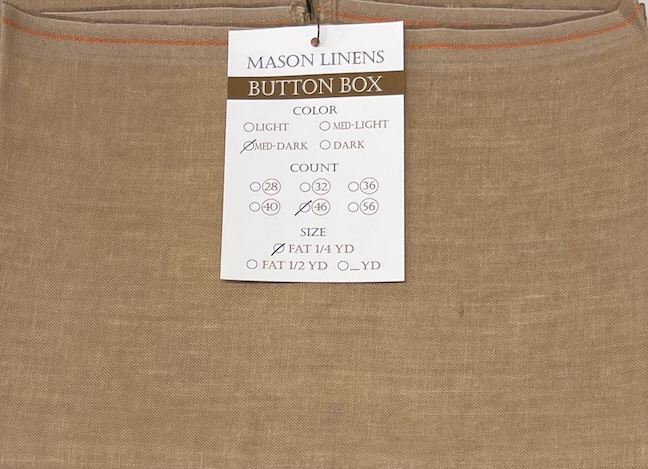 MASON LINENS
BUTTON BOX
COLOR
LIGHT MED-LIGHT
MED-DARK DARK
COUNT
28 32 36
40 46 56
SIZE
FAT 1/4 YD
FAT 1/2 YD _YD